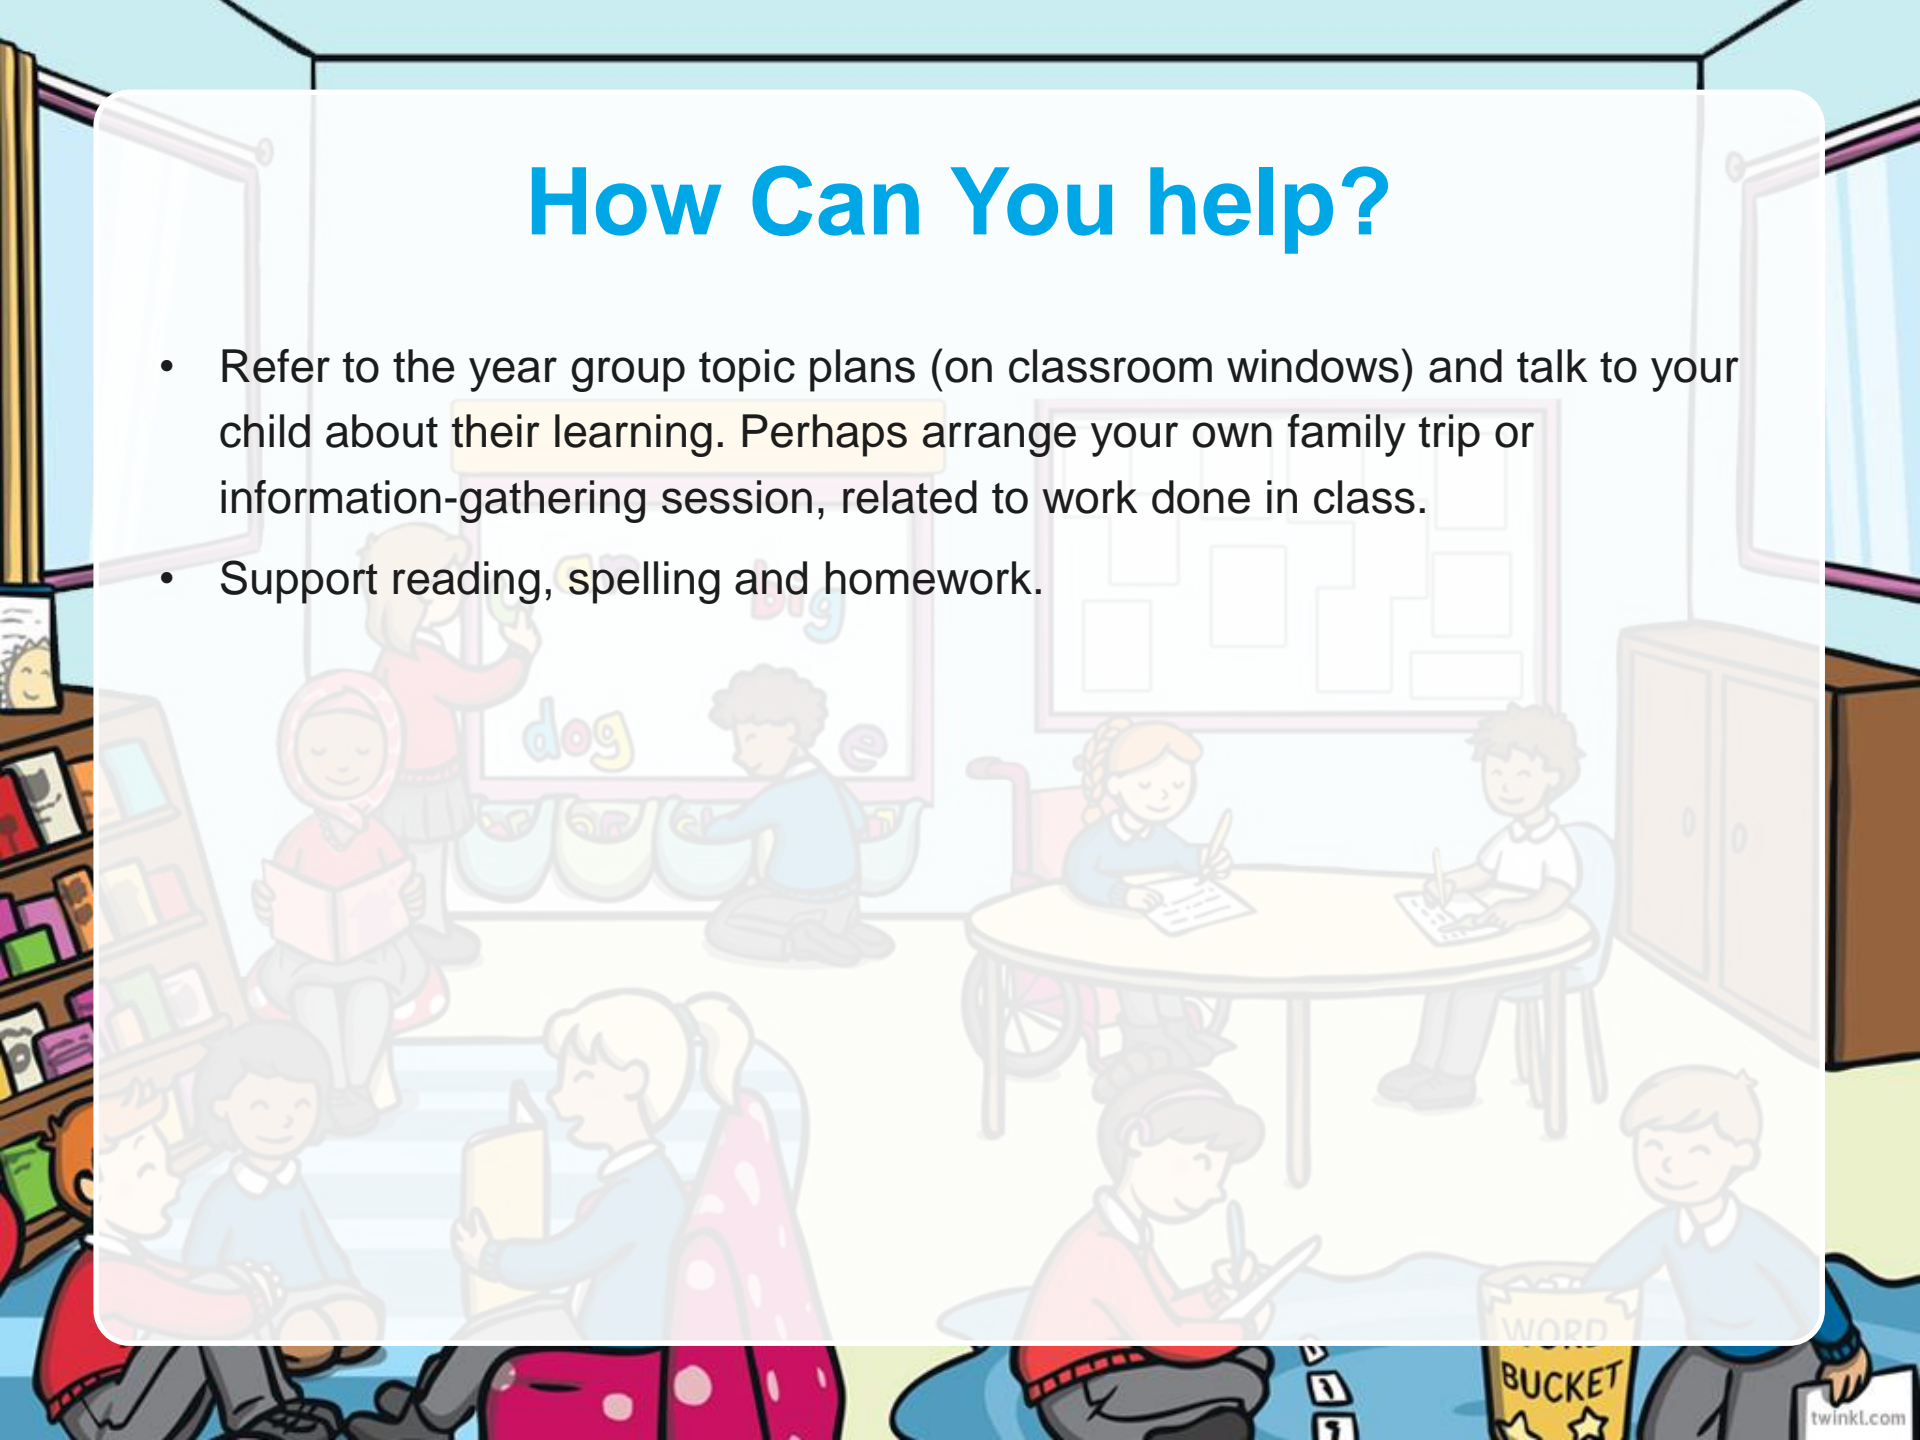 How Can You help?
• Refer to the year group topic plans (on classroom windows) and talk to your
child about their learning. Perhaps arrange your own family trip or
information-gathering session, related to work done in class.
• Support reading, spelling and homework.
big
dog
e
WORD
BUCKET
twinkl.com